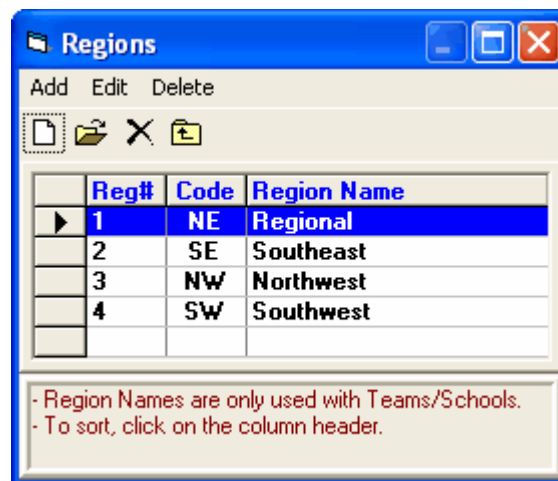 Regions
Add Edit Delete
Reg# Code Region Name
1 NE Regional
2 SE Southeast
3 NW Northwest
4 SW Southwest
- Region Names are only used with Teams/Schools.
- To sort, click on the column header.